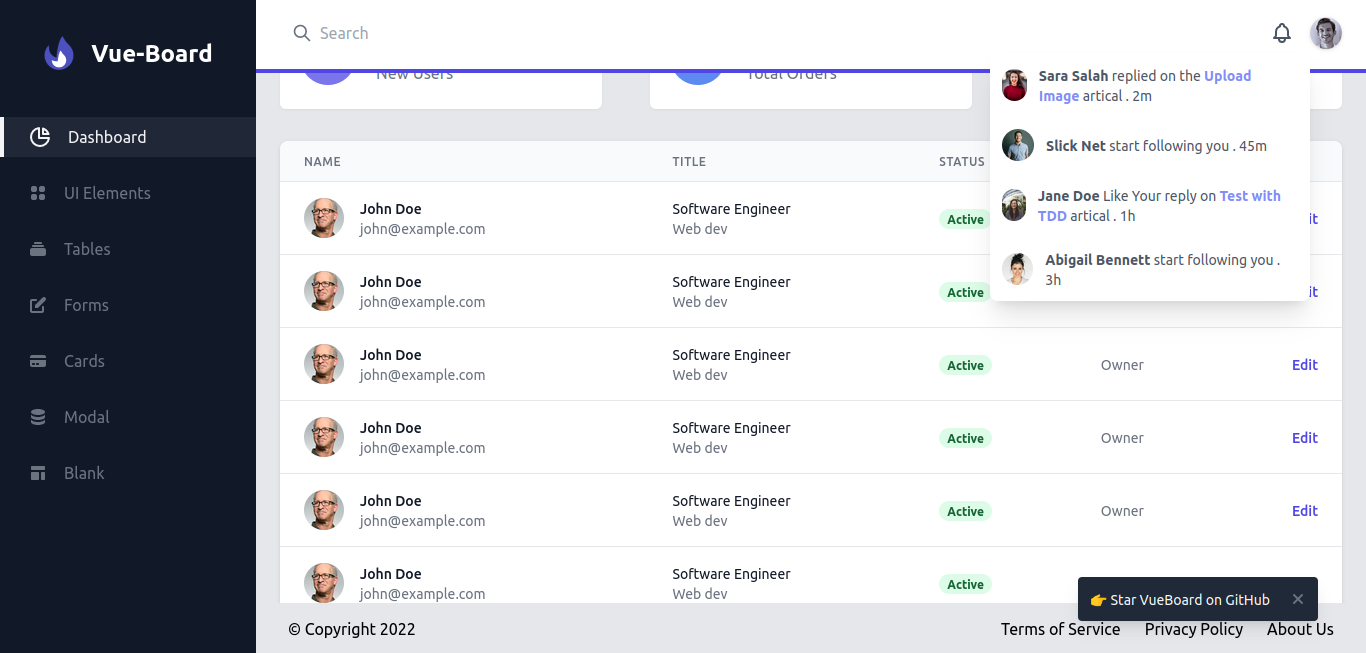 Vue-Board
Dashboard
UI Elements
Tables
Forms
Cards
Modal
Blank
Search
New Users
Total Orders
Sara Salah replied on the Upload
Image artical . 2m
Slick Net start following you . 45m
Jane Doe Like Your reply on Test with
TDD artical . 1h
Abigail Bennett start following you .
3h
NAME TITLE STATUS
John Doe Software Engineer
john@example.com Web dev
Active
John Doe Software Engineer
john@example.com Web dev
Active
John Doe Software Engineer
john@example.com Web dev
Active Owner Edit
John Doe Software Engineer
john@example.com Web dev
Active Owner Edit
John Doe Software Engineer
john@example.com Web dev
Active Owner Edit
John Doe Software Engineer
john@example.com Web dev
Active
👉 Star VueBoard on GitHub
© Copyright 2022
Terms of Service Privacy Policy About Us